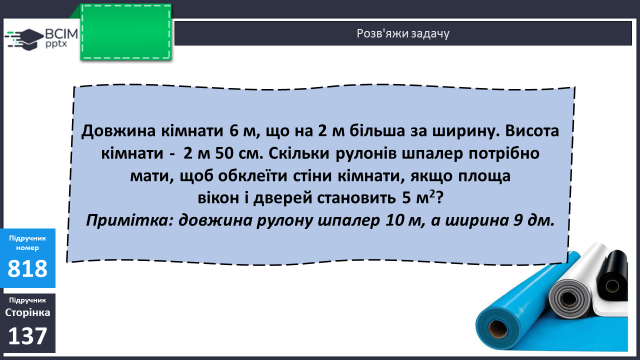 Розв'яжи задачу
ВСІМ
pptx
Довжина кімнати 6 м, що на 2 м більша за ширину. Висота
кімнати - 2 м 50 см. Скільки рулонів шпалер потрібно
мати, щоб обклеїти стіни кімнати, якщо площа
вікон і дверей становить 5 м²?
Примітка: довжина рулону шпалер 10 м, а ширина 9 дм.
Підручник
номер
818
Підручник
Сторінка
137